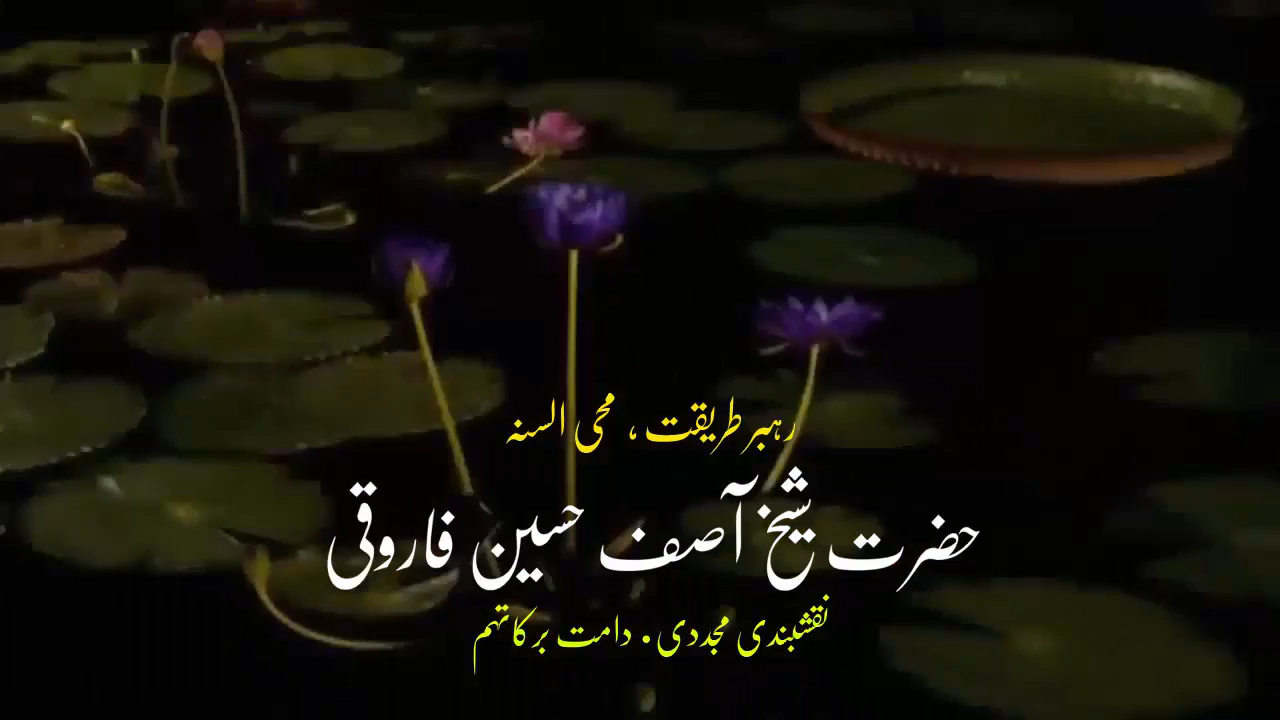 رہبر طریقت ، محی السنہ
حضرت شیخ آصف حسین فاروقی
نقشبندی مجددی . دامت برکاتہم